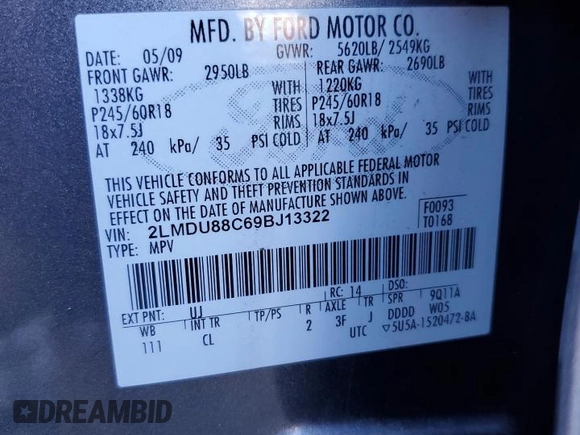 MFD. BY FORD MOTOR CO.
DATE: 05/09 GVWR: 5620LB/ 2549KG
FRONT GAWR: 2950LB REAR GAWR: 2690LB
1338KG WITH 1220KG WITH
P245/60R18 TIRES P245/60R18 TIRES
18x7.5J RIMS 18x7.5J RIMS
AT 240 kPa/ 35 PSI COLD AT 240 kPa/ 35 PSI COLD
THIS VEHICLE CONFORMS TO ALL APPLICABLE FEDERAL MOTOR
VEHICLE SAFETY AND THEFT PREVENTION STANDARDS IN
EFFECT ON THE DATE OF MANUFACTURE SHOWN ABOVE.
VIN: 2LMDU88C69BJ13322 F0093
TYPE: MPV T0168
EXT PNT: UJ RC: 14 DSO:
WB INT TR TP/PS R AXLE TR SPR 9Q11A
111 CL 2 3F J DDDD W05
UTC ▽5U5A-1520472-BA
DREAMBID